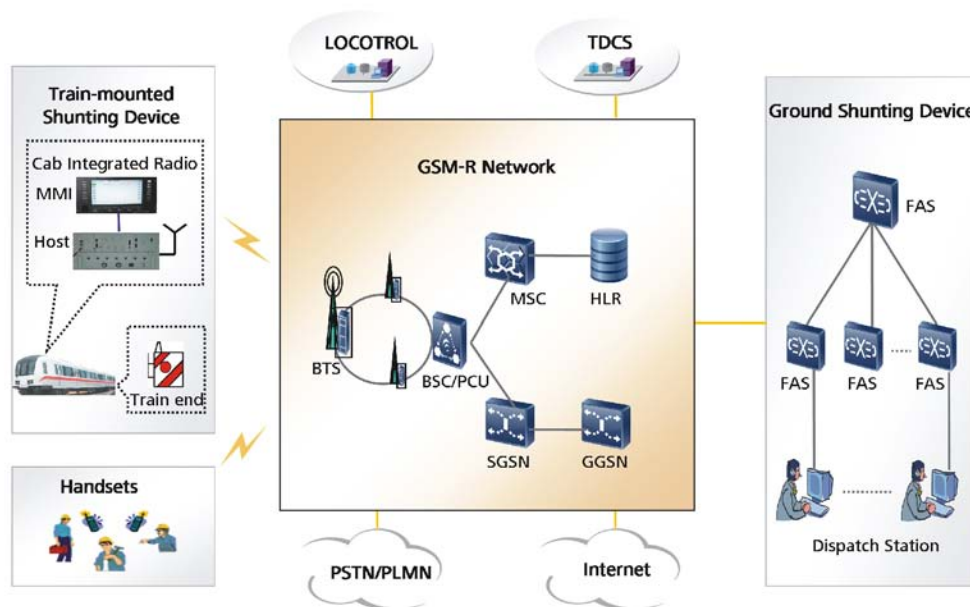 LOCOTROL
TDCS
Train-mounted
Shunting Device
Cab Integrated Radio
MMI
Host
Train end
Handsets
GSM-R Network
MSC
HLR
BTS
BSC/PCU
SGSN
GGSN
PSTN/PLMN
Internet
Ground Shunting Device
FAS
FAS
FAS
FAS
Dispatch Station